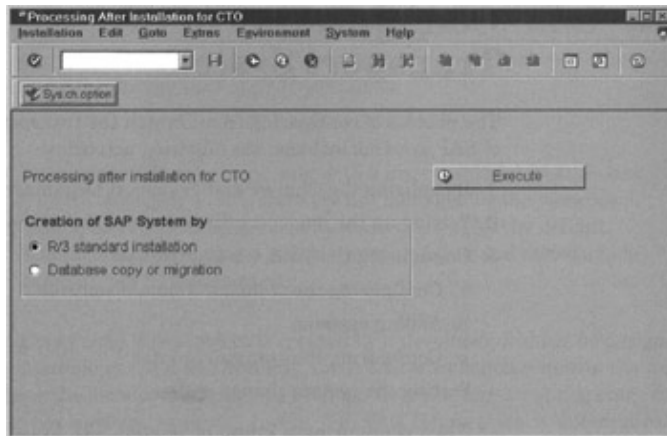 Processing After Installation for CTO
Installation Edit Goto Extras Environment System Help
Sys.ch.option
Processing after installation for CTO
Execute
Creation of SAP System by
R/3 standard installation
Database copy or migration